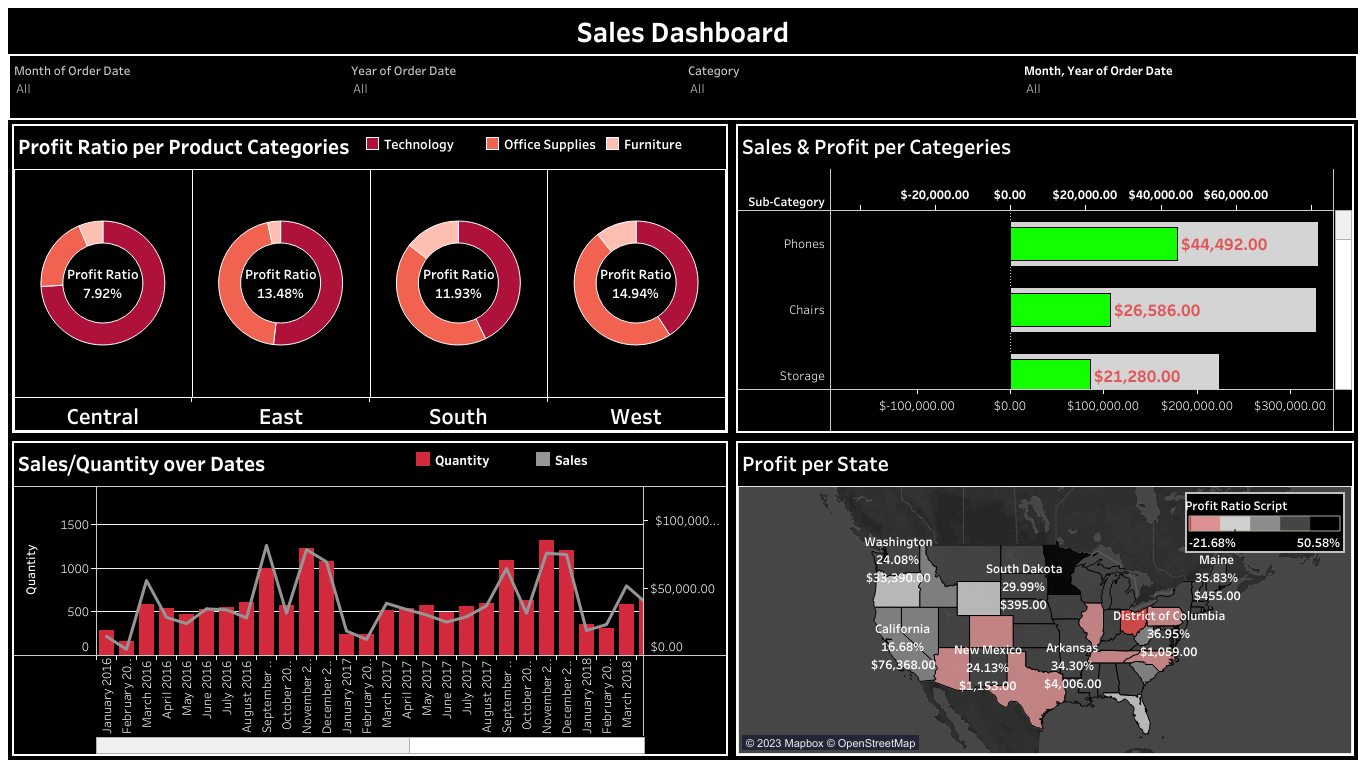 Sales Dashboard
Month of Order Date
All
Year of Order Date
All
Category
All
Month, Year of Order Date
All
Profit Ratio per Product Categories
Technology
Office Supplies
Furniture
Profit Ratio
7.92%
Profit Ratio
13.48%
Profit Ratio
11.93%
Profit Ratio
14.94%
Central
East
South
West
Sales & Profit per Categeries
Sub-Category
$-20,000.00
$0.00
$20,000.00
$40,000.00
$60,000.00
Phones
$44,492.00
Chairs
$26,586.00
Storage
$21,280.00
$-100,000.00
$0.00
$100,000.00
$200,000.00
$300,000.00
Sales/Quantity over Dates
Quantity
Sales
Quantity
1500
1000
500
0
$100,000...
$50,000.00
$0.00
January 2016
February 20..
March 2016
April 2016
May 2016
June 2016
July 2016
August 2016
September ..
October 20..
November 2..
December 2..
January 2017
February 20..
March 2017
April 2017
May 2017
June 2017
July 2017
August 2017
September ..
October 20..
November 2..
December 2..
January 2018
February 20..
March 2018
Profit per State
Profit Ratio Script
-21.68%
50.58%
Washington
24.08%
$33,390.00
South Dakota
29.99%
$395.00
Maine
35.83%
$455.00
District of Columbia
36.95%
$1,059.00
California
16.68%
$76,368.00
New Mexico
24.13%
$1,153.00
Arkansas
34.30%
$4,006.00
© 2023 Mapbox © OpenStreetMap